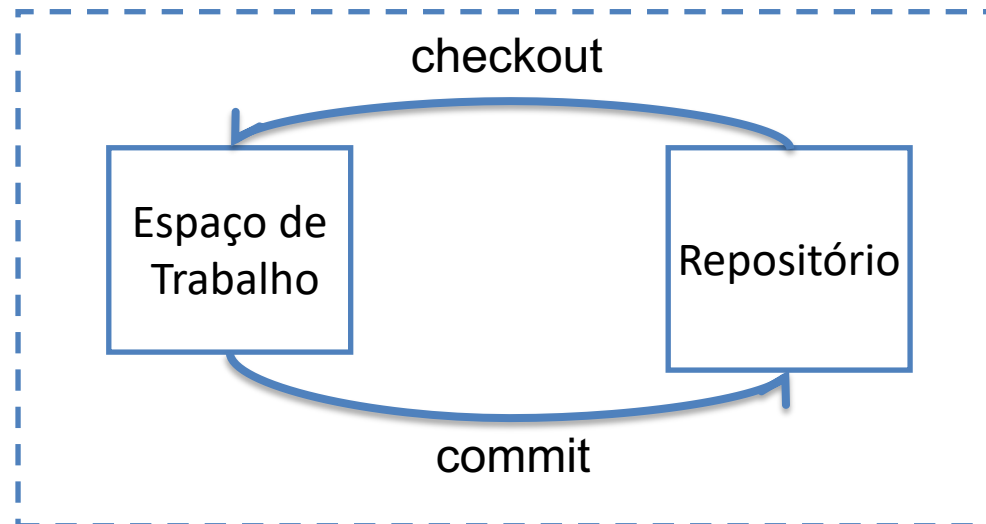 checkout
Espaço de
Trabalho
Repositório
commit